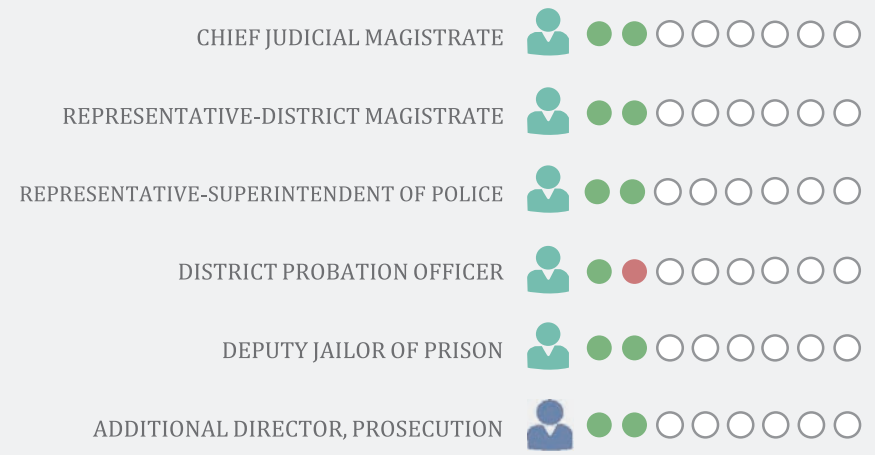 CHIEF JUDICIAL MAGISTRATE
REPRESENTATIVE-DISTRICT MAGISTRATE
REPRESENTATIVE-SUPERINTENDENT OF POLICE
DISTRICT PROBATION OFFICER
DEPUTY JAILOR OF PRISON
ADDITIONAL DIRECTOR, PROSECUTION